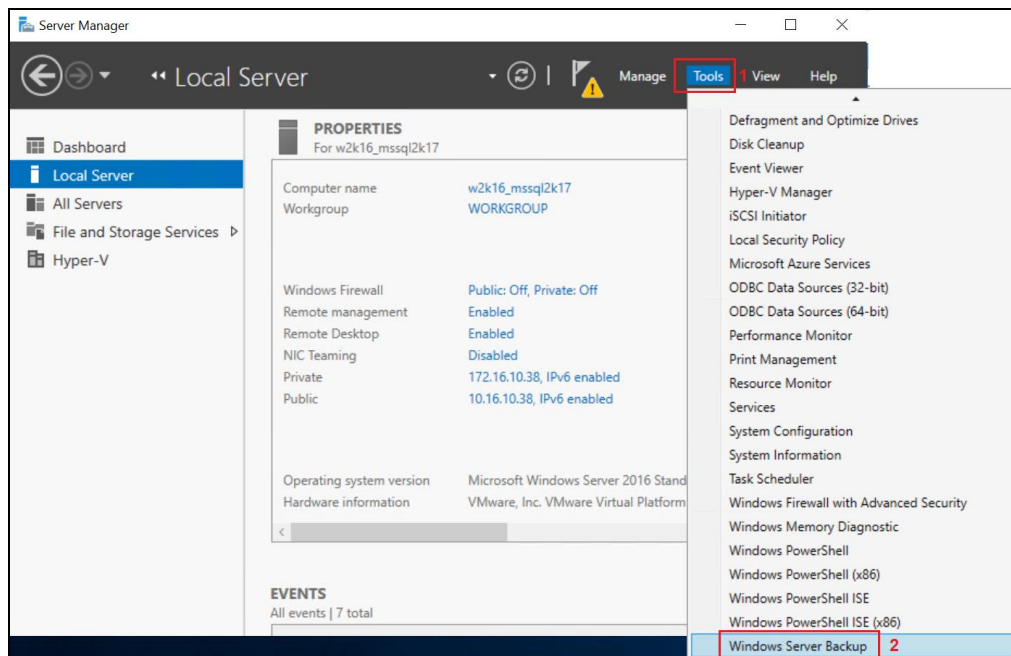 Server Manager
Local Server
Manage
Tools 1
View
Help
Dashboard
Local Server
All Servers
File and Storage Services
Hyper-V
PROPERTIES
For w2k16_mssql2k17
Computer name w2k16_mssql2k17
Workgroup WORKGROUP
Windows Firewall Public: Off, Private: Off
Remote management Enabled
Remote Desktop Enabled
NIC Teaming Disabled
Private 172.16.10.38, IPv6 enabled
Public 10.16.10.38, IPv6 enabled
Operating system version Microsoft Windows Server 2016 Stand
Hardware information VMware, Inc. VMware Virtual Platform
EVENTS
All events | 7 total
Defragment and Optimize Drives
Disk Cleanup
Event Viewer
Hyper-V Manager
iSCSI Initiator
Local Security Policy
Microsoft Azure Services
ODBC Data Sources (32-bit)
ODBC Data Sources (64-bit)
Performance Monitor
Print Management
Resource Monitor
Services
System Configuration
System Information
Task Scheduler
Windows Firewall with Advanced Security
Windows Memory Diagnostic
Windows PowerShell
Windows PowerShell (x86)
Windows PowerShell ISE
Windows PowerShell ISE (x86)
Windows Server Backup 2